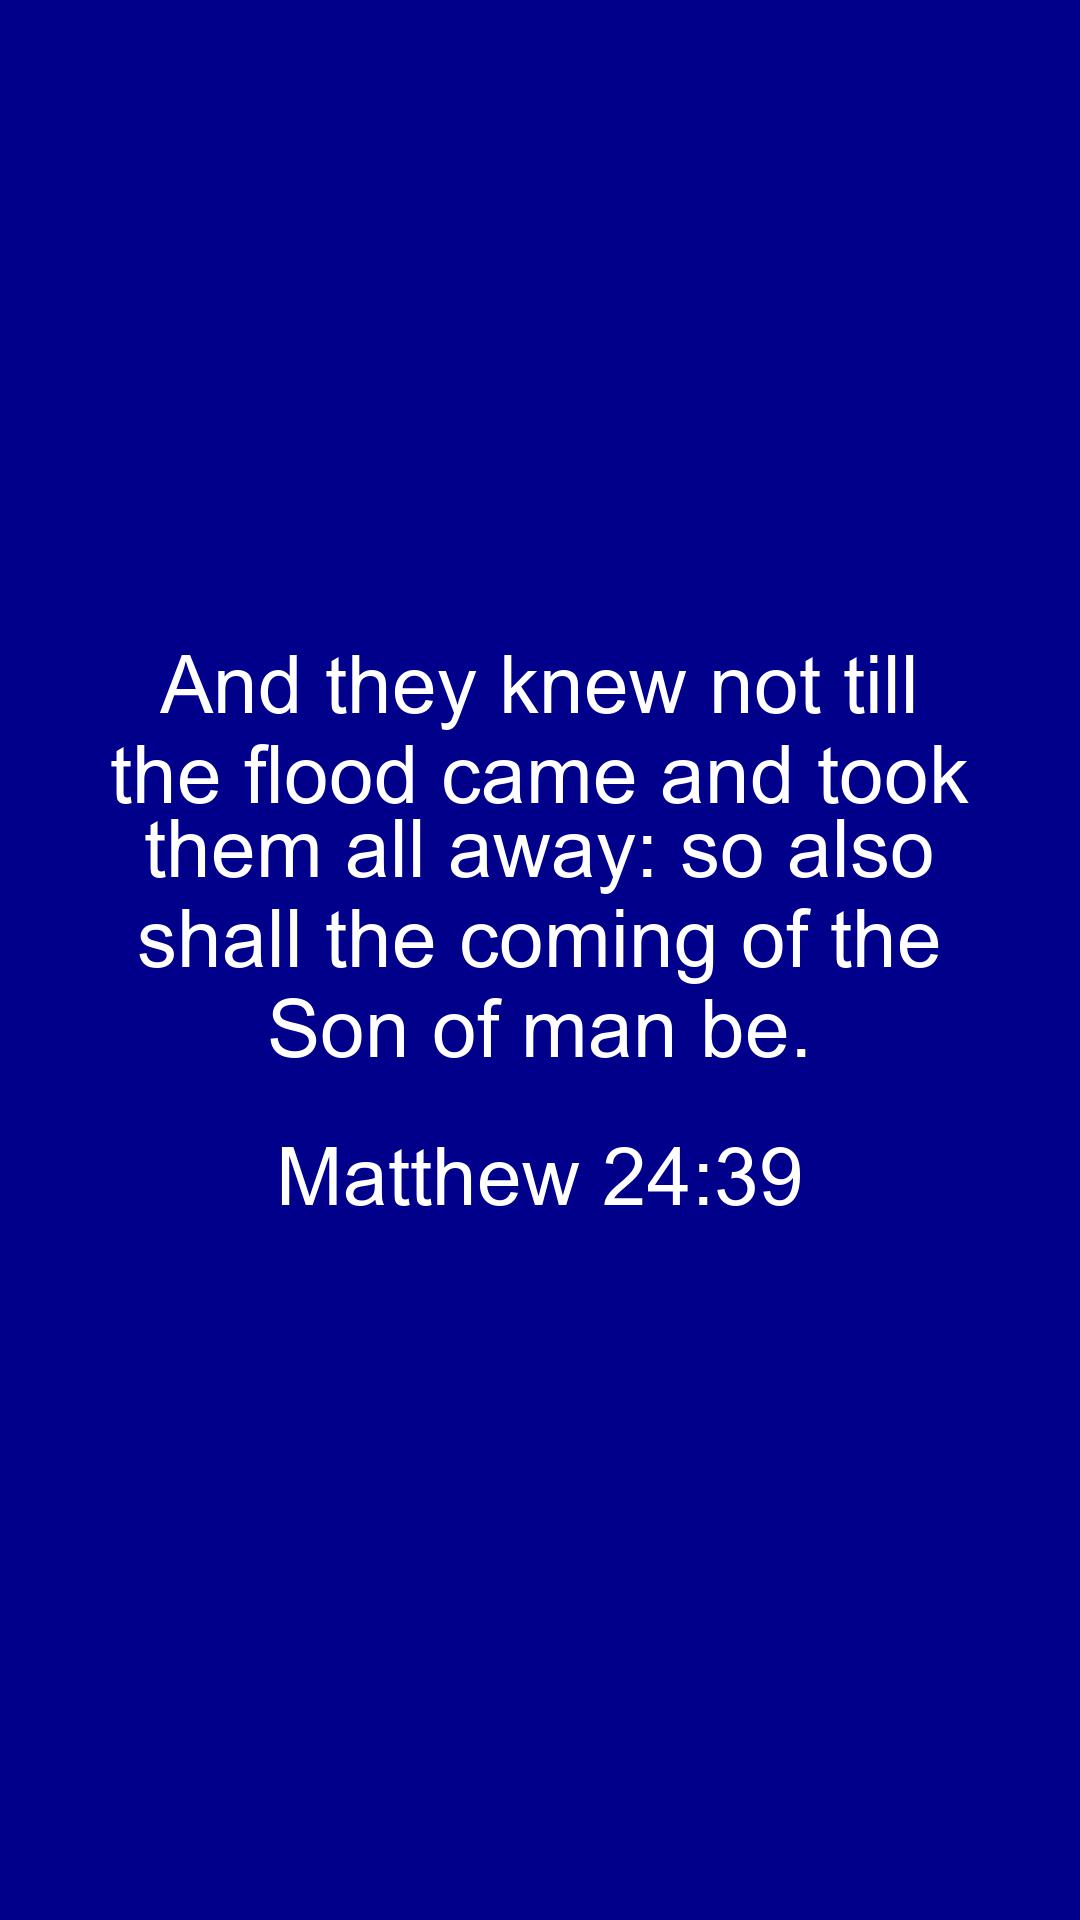 And they knew not till
the flood came and took
them all away: so also
shall the coming of the
Son of man be.
Matthew 24:39